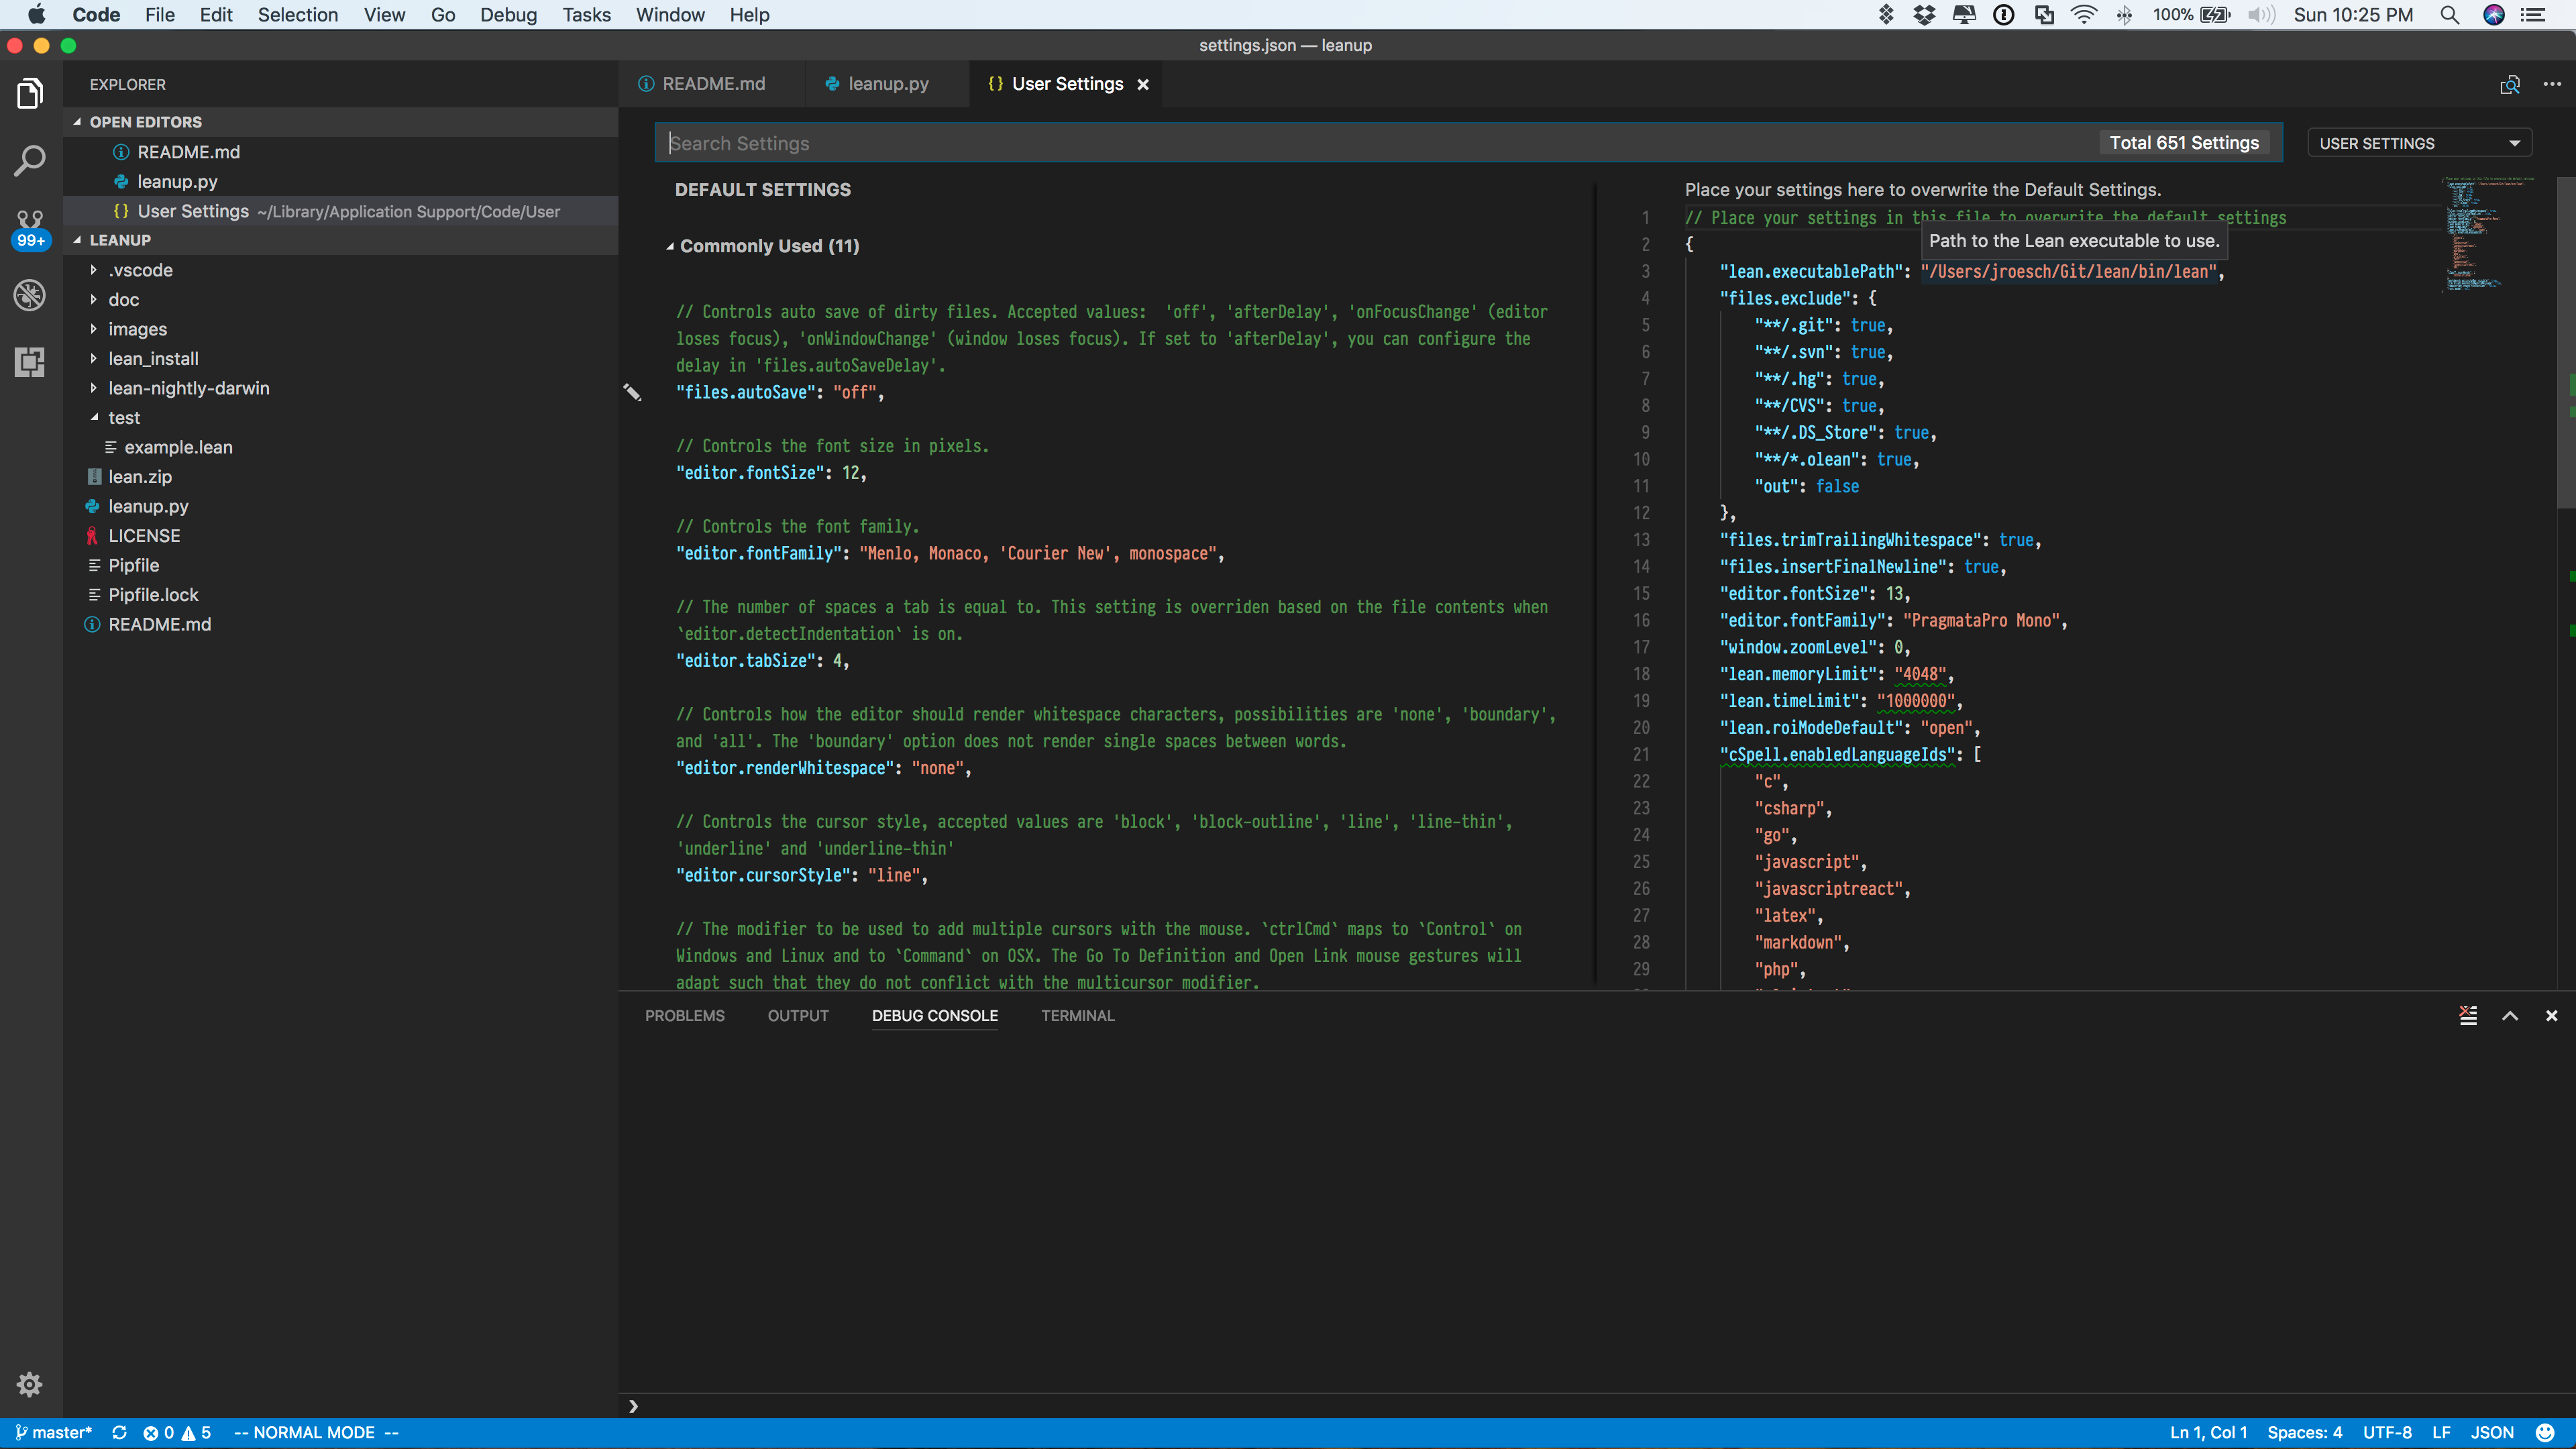 Code File Edit Selection View Go Debug Tasks Window Help 100% Sun 10:25 PM
settings.json — leanup
EXPLORER
OPEN EDITORS
README.md
leanup.py
User Settings ~/Library/Application Support/Code/User
99+
LEANUP
.vscode
doc
images
lean_install
lean-nightly-darwin
test
example.lean
lean.zip
leanup.py
LICENSE
Pipfile
Pipfile.lock
README.md
README.md leanup.py {} User Settings
Search Settings Total 651 Settings USER SETTINGS
DEFAULT SETTINGS
Commonly Used (11)
// Controls auto save of dirty files. Accepted values:  'off', 'afterDelay', 'onFocusChange' (editor
loses focus), 'onWindowChange' (window loses focus). If set to 'afterDelay', you can configure the
delay in 'files.autoSaveDelay'.
"files.autoSave": "off",
// Controls the font size in pixels.
"editor.fontSize": 12,
// Controls the font family.
"editor.fontFamily": "Menlo, Monaco, 'Courier New', monospace",
// The number of spaces a tab is equal to. This setting is overriden based on the file contents when
`editor.detectIndentation` is on.
"editor.tabSize": 4,
// Controls how the editor should render whitespace characters, possibilities are 'none', 'boundary',
and 'all'. The 'boundary' option does not render single spaces between words.
"editor.renderWhitespace": "none",
// Controls the cursor style, accepted values are 'block', 'block-outline', 'line', 'line-thin',
'underline' and 'underline-thin'
"editor.cursorStyle": "line",
// The modifier to be used to add multiple cursors with the mouse. `ctrlCmd` maps to `Control` on
Windows and Linux and to `Command` on OSX. The Go To Definition and Open Link mouse gestures will
adapt such that they do not conflict with the multicursor modifier.
Place your settings here to overwrite the Default Settings.
1 // Place your settings in this file to overwrite the default settings
Path to the Lean executable to use.
2 {
3 "lean.executablePath": "/Users/jroesch/Git/lean/bin/lean",
4 "files.exclude": {
5 "**/.git": true,
6 "**/.svn": true,
7 "**/.hg": true,
8 "**/CVS": true,
9 "**/.DS_Store": true,
10 "**/*.olean": true,
11 "out": false
12 },
13 "files.trimTrailingWhitespace": true,
14 "files.insertFinalNewline": true,
15 "editor.fontSize": 13,
16 "editor.fontFamily": "PragmataPro Mono",
17 "window.zoomLevel": 0,
18 "lean.memoryLimit": "4048",
19 "lean.timeLimit": "1000000",
20 "lean.roiModeDefault": "open",
21 "cSpell.enabledLanguageIds": [
22 "c",
23 "csharp",
24 "go",
25 "javascript",
26 "javascriptreact",
27 "latex",
28 "markdown",
29 "php",
PROBLEMS OUTPUT DEBUG CONSOLE TERMINAL
master* 0 5 -- NORMAL MODE -- Ln 1, Col 1 Spaces: 4 UTF-8 LF JSON